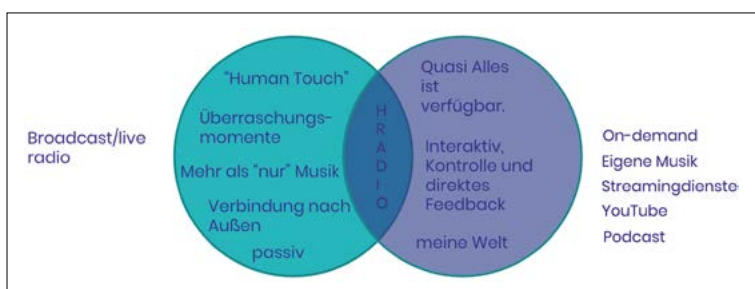 Broadcast/live
radio
"Human Touch"
Überraschungs-
momente
Mehr als "nur" Musik
Verbindung nach
Außen
passiv
HRADIO
Quasi Alles
ist
verfügbar.
Interaktiv,
Kontrolle und
direktes
Feedback
meine Welt
On-demand
Eigene Musik
Streamingdienste
YouTube
Podcast